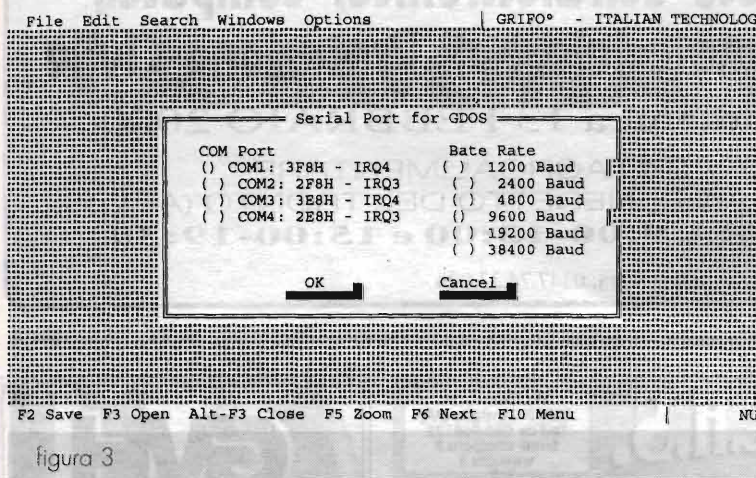 File Edit Search Windows Options | GRIFO® - ITALIAN TECHNOLOG
Serial Port for GDOS
COM Port Bate Rate
() COM1: 3F8H - IRQ4 ( ) 1200 Baud
( ) COM2: 2F8H - IRQ3 ( ) 2400 Baud
( ) COM3: 3E8H - IRQ4 ( ) 4800 Baud
( ) COM4: 2E8H - IRQ3 () 9600 Baud
( ) 19200 Baud
( ) 38400 Baud
OK Cancel
F2 Save F3 Open Alt-F3 Close F5 Zoom F6 Next F10 Menu | NU
figura 3